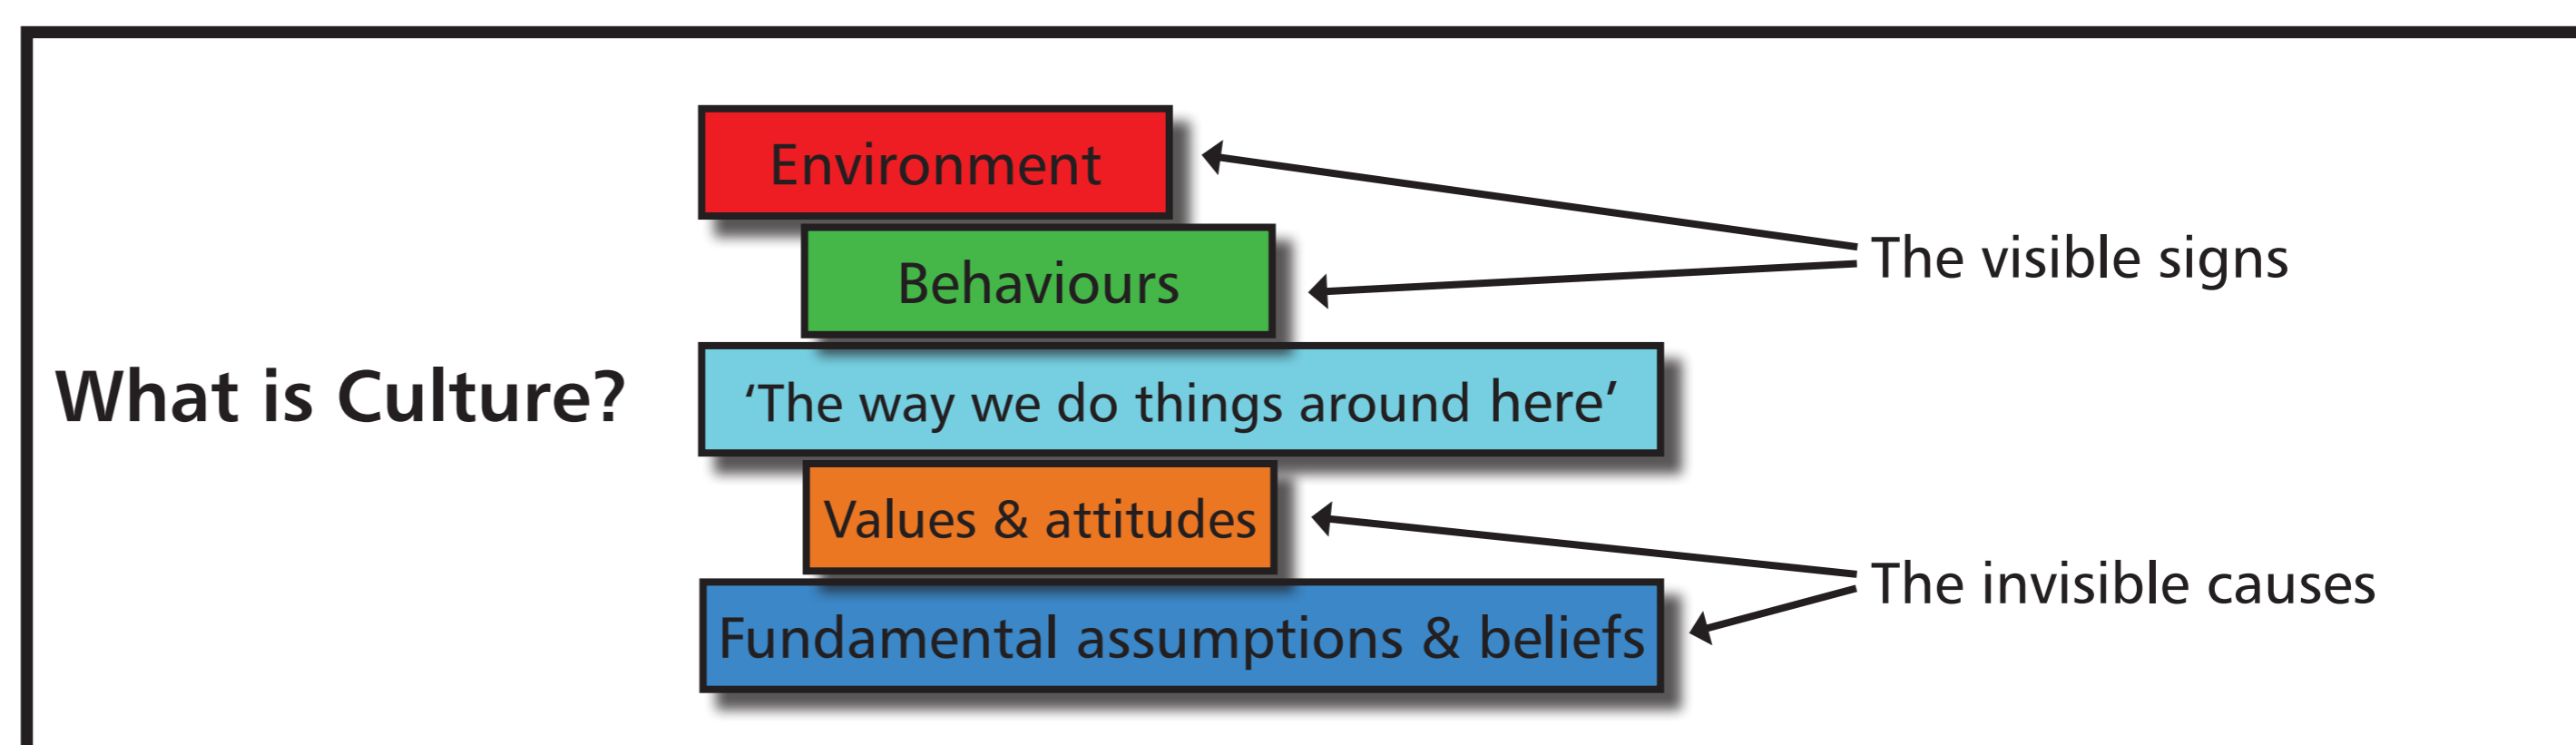 Environment
Behaviours
The visible signs
What is Culture?
‘The way we do things around here’
Values & attitudes
The invisible causes
Fundamental assumptions & beliefs